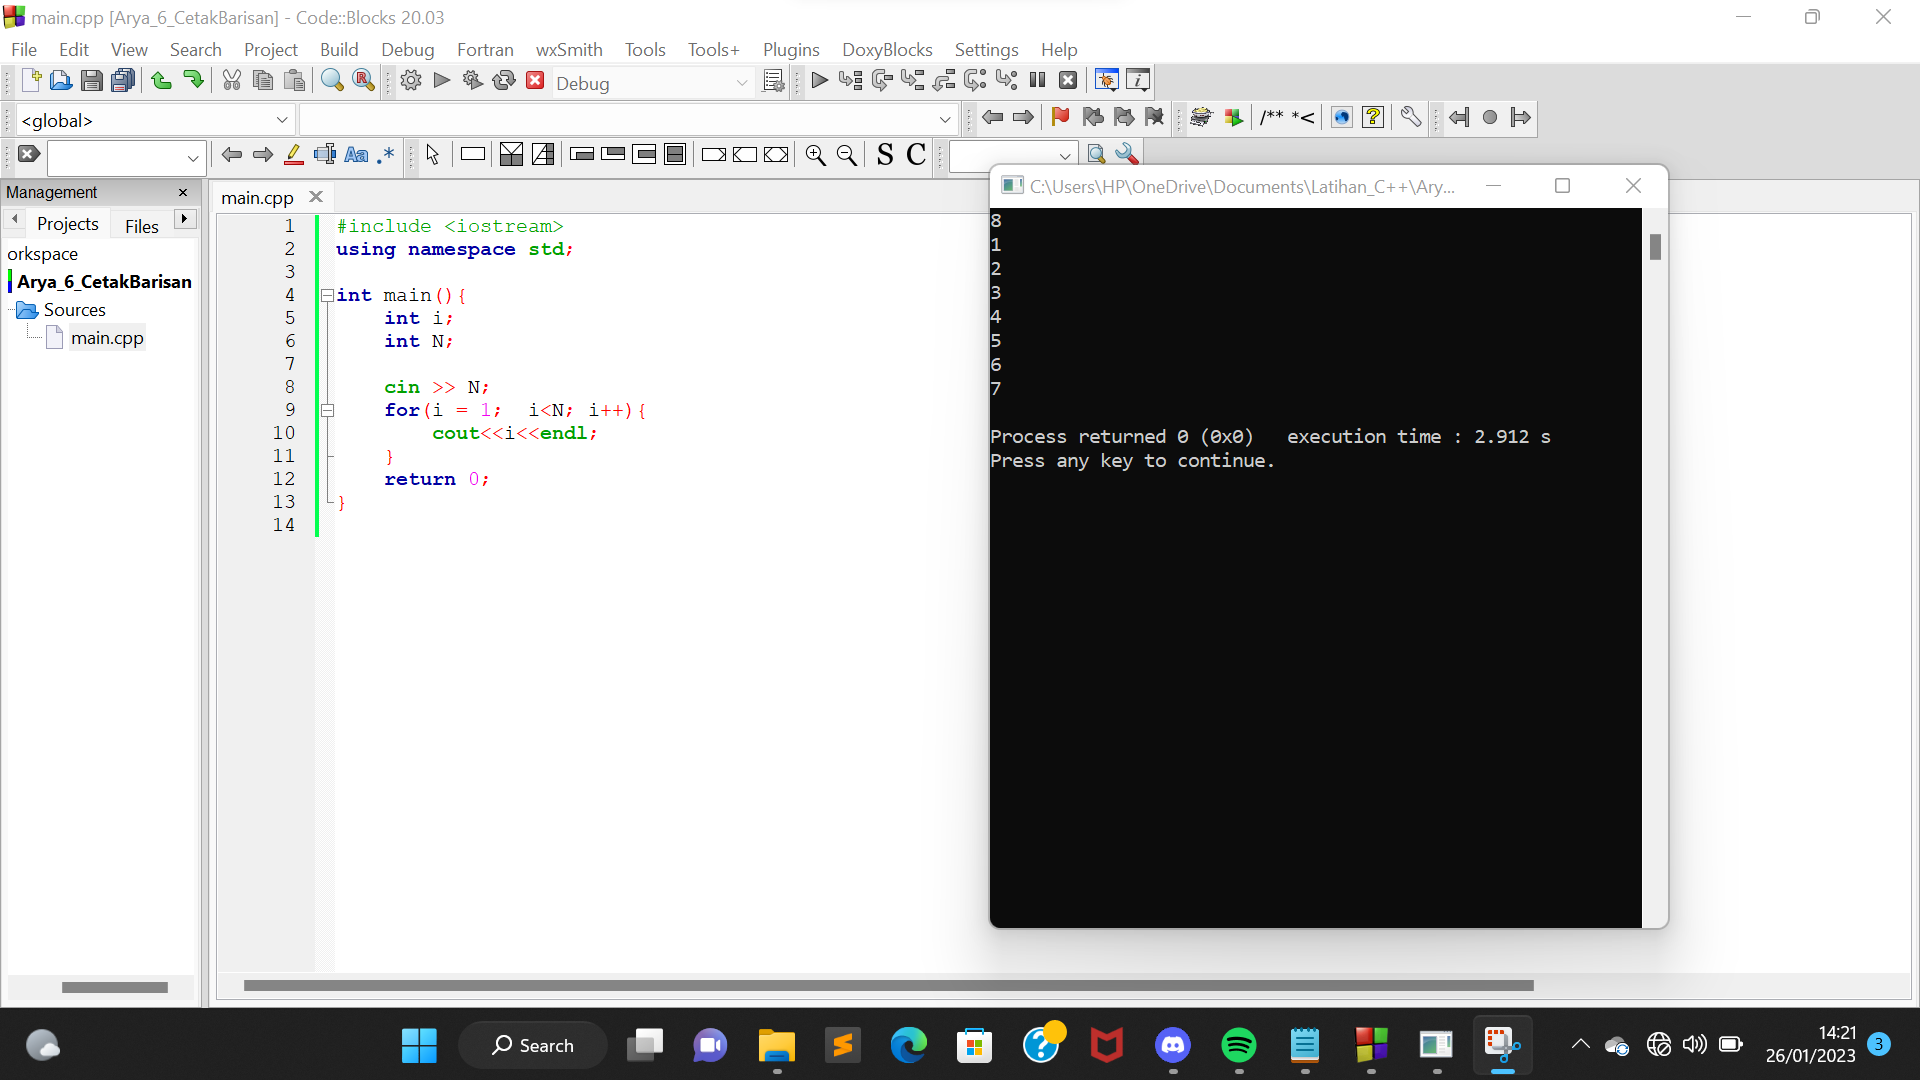 main.cpp [Arya_6_CetakBarisan] - Code::Blocks 20.03
File Edit View Search Project Build Debug Fortran wxSmith Tools Tools+ Plugins DoxyBlocks Settings Help
Debug
<global>
/** *<
Aa .* S C
Management
Projects Files
orkspace
Arya_6_CetakBarisan
Sources
main.cpp
main.cpp
1 #include <iostream>
2 using namespace std;
3
4 int main(){
5 int i;
6 int N;
7
8 cin >> N;
9 for(i = 1;  i<N; i++){
10 cout<<i<<endl;
11 }
12 return 0;
13 }
14
C:\Users\HP\OneDrive\Documents\Latihan_C++\Ary...
8
1
2
3
4
5
6
7
Process returned 0 (0x0)   execution time : 2.912 s
Press any key to continue.
Search
14:21
26/01/2023
3